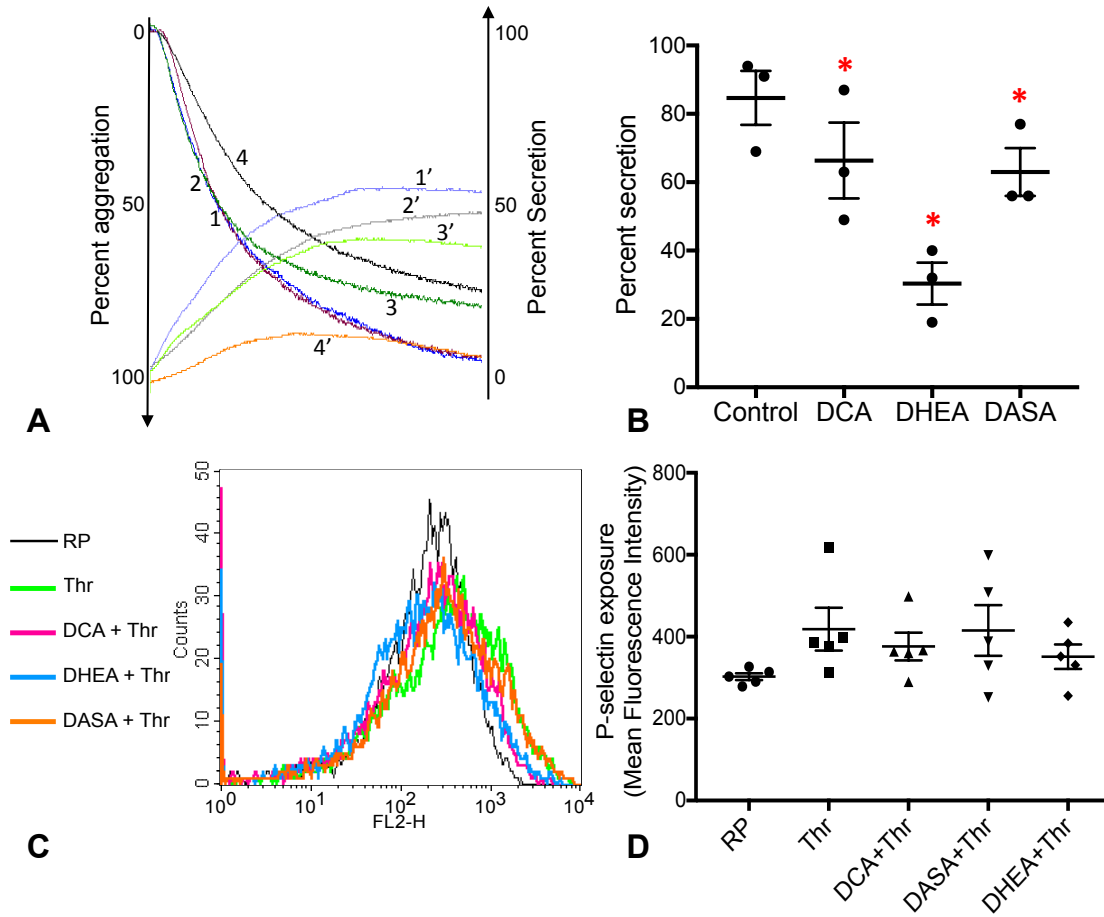 0
50
100
Percent aggregation
4
2
1
3
1’
2’
3’
4’
100
50
0
Percent Secretion
A
100
80
60
40
20
0
Percent secretion
*
*
*
Control DCA DHEA DASA
B
RP
Thr
DCA + Thr
DHEA + Thr
DASA + Thr
50
40
30
20
10
0
Counts
10⁰ 10¹ 10² 10³ 10⁴
FL2-H
C
800
600
400
200
0
P-selectin exposure
(Mean Fluorescence Intensity)
RP
Thr
DCA+Thr
DASA+Thr
DHEA+Thr
D